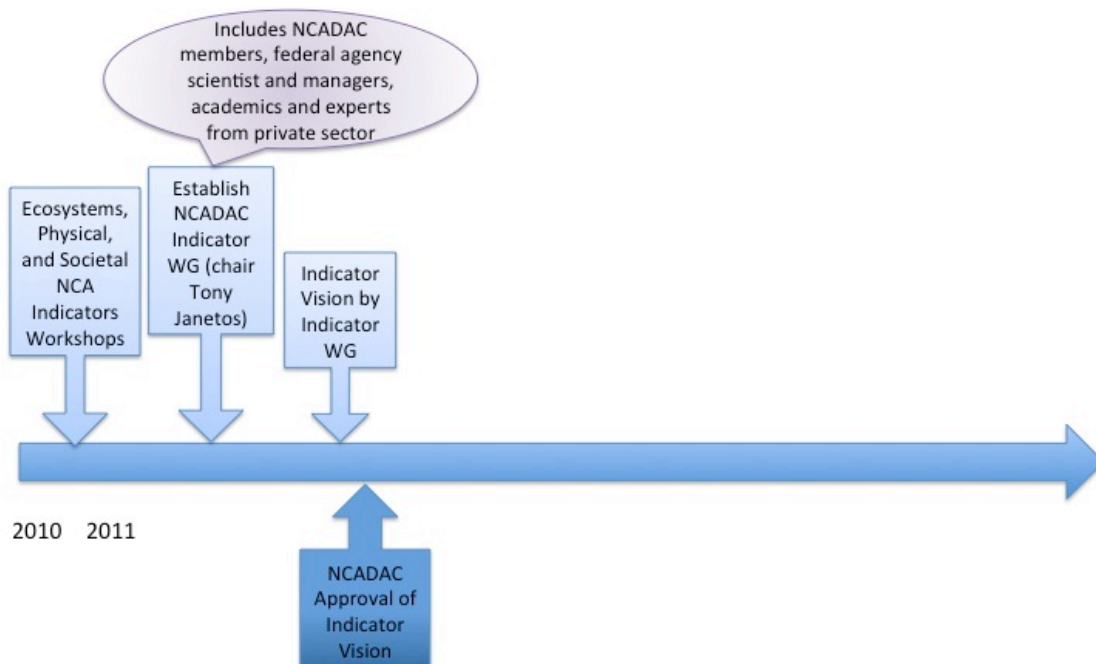 Includes NCADAC
members, federal agency
scientist and managers,
academics and experts
from private sector
Ecosystems,
Physical,
and Societal
NCA
Indicators
Workshops
Establish
NCADAC
Indicator
WG (chair
Tony
Janetos)
Indicator
Vision by
Indicator
WG
2010 2011
NCADAC
Approval of
Indicator
Vision